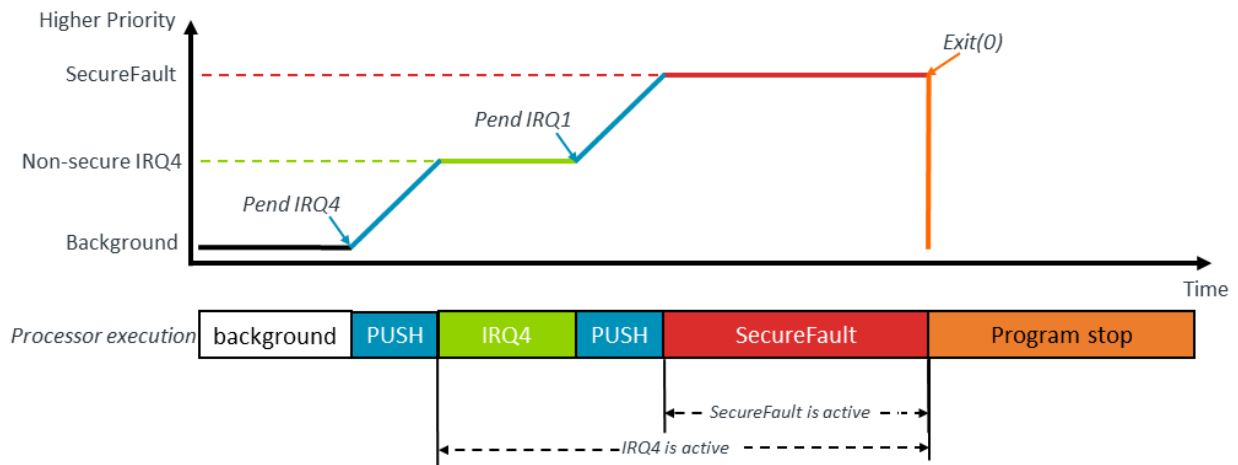 Higher Priority
Exit(0)
SecureFault
Pend IRQ1
Non-secure IRQ4
Pend IRQ4
Background
Time
Processor execution
background PUSH IRQ4 PUSH SecureFault Program stop
SecureFault is active
IRQ4 is active